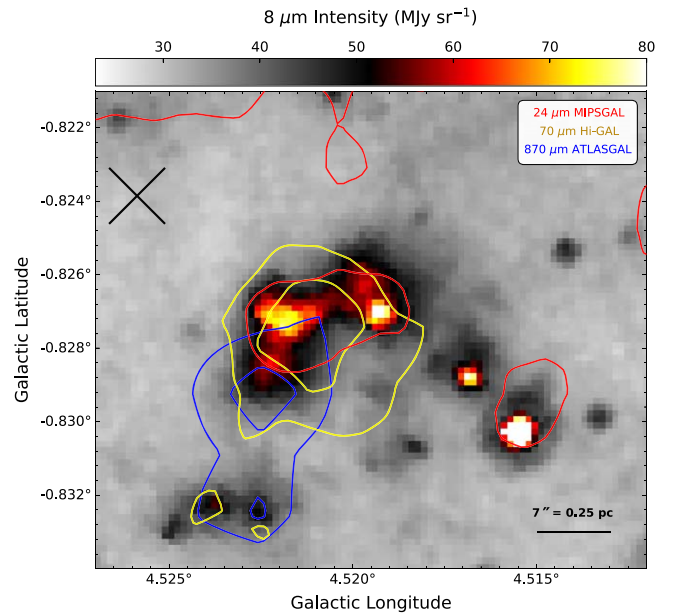 8 μm Intensity (MJy sr⁻¹)
30 40 50 60 70 80
24 μm MIPSGAL
70 μm Hi-GAL
870 μm ATLASGAL
-0.822°
-0.824°
-0.826°
-0.828°
-0.830°
-0.832°
Galactic Latitude
7″ = 0.25 pc
4.525° 4.520° 4.515°
Galactic Longitude